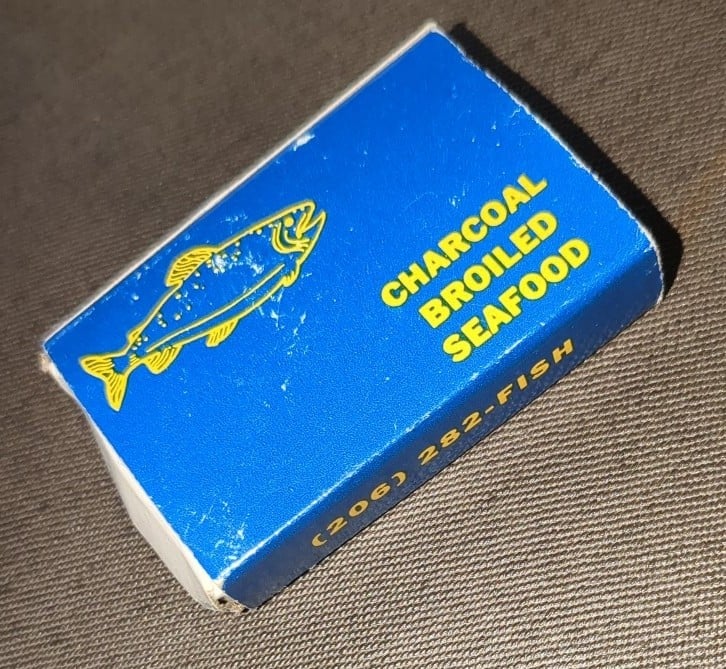 CHARCOAL
BROILED
SEAFOOD
(206) 282-FISH